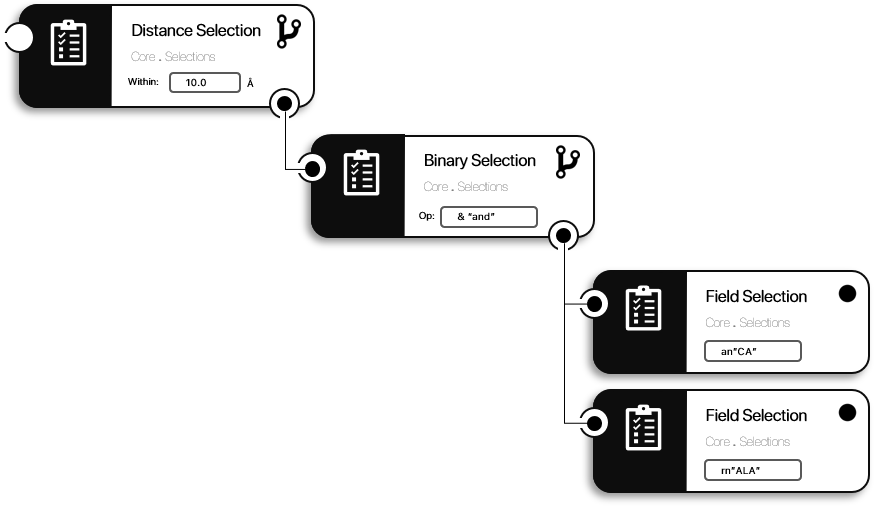 Distance Selection
Core . Selections
Within: 10.0 Å
Binary Selection
Core . Selections
Op: & "and"
Field Selection
Core . Selections
an"CA"
Field Selection
Core . Selections
rn"ALA"